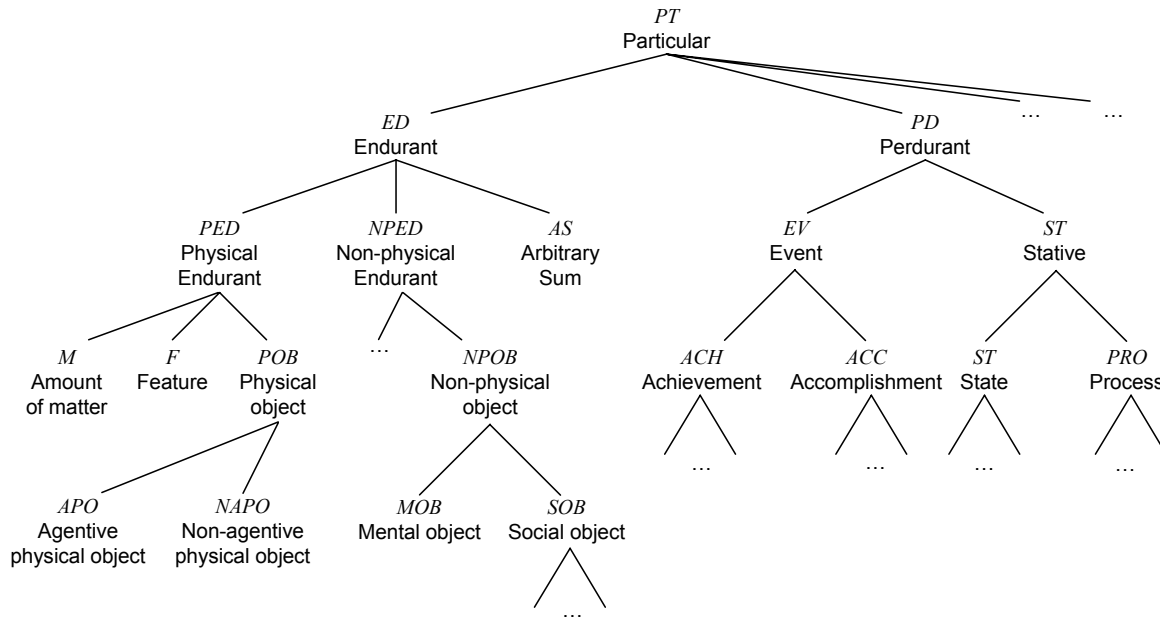 PT
Particular
… …
ED
Endurant
PD
Perdurant
PED
Physical
Endurant
NPED
Non-physical
Endurant
AS
Arbitrary
Sum
EV
Event
ST
Stative
M
Amount
of matter
F
Feature
POB
Physical
object
…
NPOB
Non-physical
object
ACH
Achievement
ACC
Accomplishment
ST
State
PRO
Process
… … … …
APO
Agentive
physical object
NAPO
Non-agentive
physical object
MOB
Mental object
SOB
Social object
…